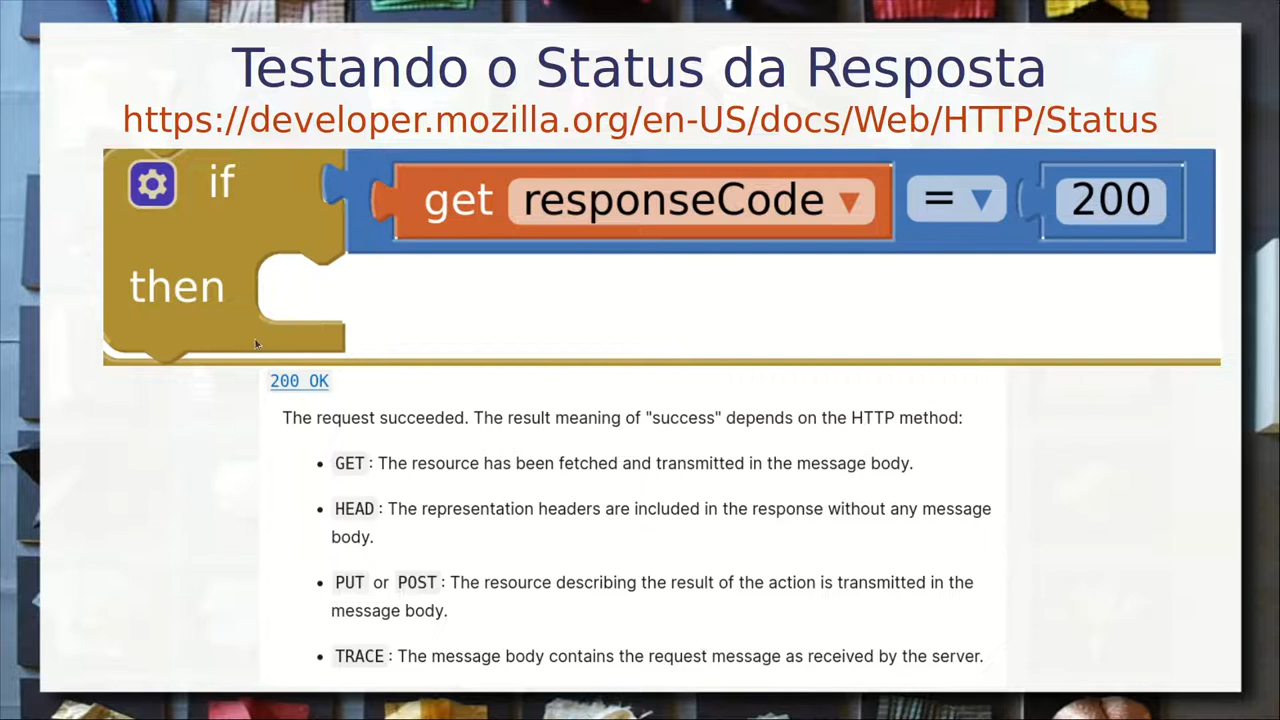 Testando o Status da Resposta
https://developer.mozilla.org/en-US/docs/Web/HTTP/Status
if get responseCode ▾ = ▾ 200
then
200 OK
The request succeeded. The result meaning of "success" depends on the HTTP method:
• GET: The resource has been fetched and transmitted in the message body.
• HEAD: The representation headers are included in the response without any message
body.
• PUT or POST: The resource describing the result of the action is transmitted in the
message body.
• TRACE: The message body contains the request message as received by the server.